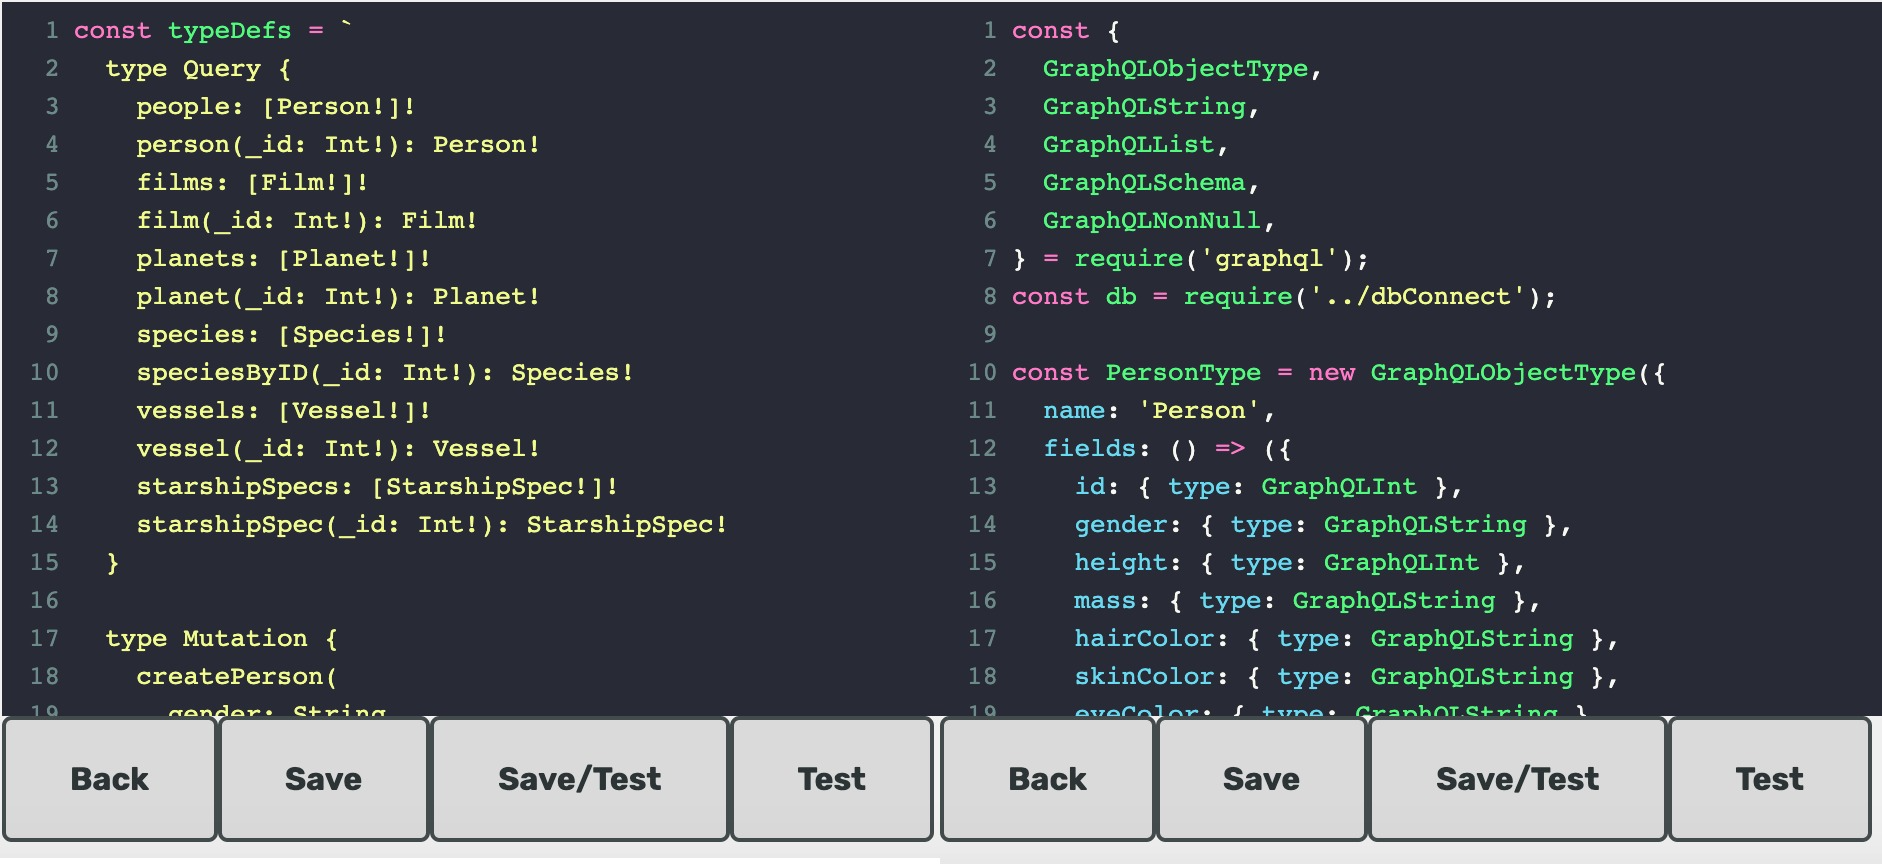 1 const typeDefs = `
2 type Query {
3 people: [Person!]!
4 person(_id: Int!): Person!
5 films: [Film!]!
6 film(_id: Int!): Film!
7 planets: [Planet!]!
8 planet(_id: Int!): Planet!
9 species: [Species!]!
10 speciesByID(_id: Int!): Species!
11 vessels: [Vessel!]!
12 vessel(_id: Int!): Vessel!
13 starshipSpecs: [StarshipSpec!]!
14 starshipSpec(_id: Int!): StarshipSpec!
15 }
16
17 type Mutation {
18 createPerson(
19 gender: String
Back Save Save/Test Test
1 const {
2 GraphQLObjectType,
3 GraphQLString,
4 GraphQLList,
5 GraphQLSchema,
6 GraphQLNonNull,
7 } = require('graphql');
8 const db = require('../dbConnect');
9
10 const PersonType = new GraphQLObjectType({
11 name: 'Person',
12 fields: () => ({
13 id: { type: GraphQLInt },
14 gender: { type: GraphQLString },
15 height: { type: GraphQLInt },
16 mass: { type: GraphQLString },
17 hairColor: { type: GraphQLString },
18 skinColor: { type: GraphQLString },
19 eyeColor: { type: GraphQLString }
Back Save Save/Test Test